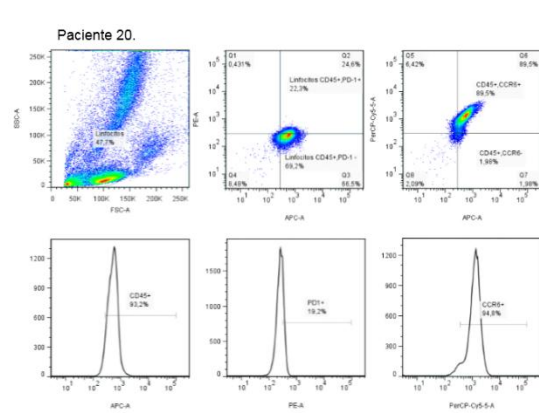 Paciente 20.
250K
200K
150K
100K
50K
0
SSC-A
Linfocitos
0 50K 100K 150K 200K 250K
FSC-A
Q1
0,431%
Q2
24,6%
Linfocitos CD45+,PD-1+
22,3%
Linfocitos CD45+,PD-1 -
69,2%
Q4
8,48%
Q3
66,5%
PE-A
APC-A
Q5
6,42%
Q6
89,5%
CD45+,CCR6+
89,5%
CD45+,CCR6-
1,98%
Q8
2,09%
Q7
1,98%
PerCP-Cy5-5-A
APC-A
1200
900
600
300
0
CD45+
93,2%
APC-A
1500
1000
500
0
PD1+
19,2%
PE-A
1200
900
600
300
0
CCR6+
94,8%
PerCP-Cy5-5-A